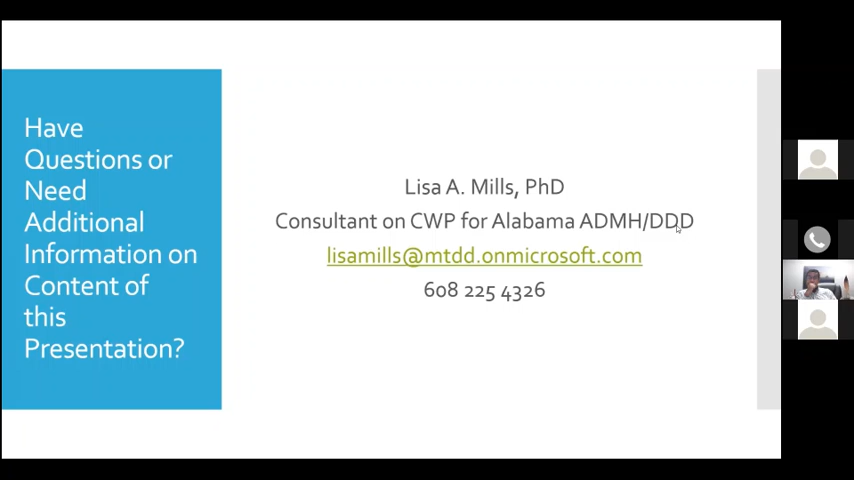 Have
Questions or
Need
Additional
Information on
Content of
this
Presentation?
Lisa A. Mills, PhD
Consultant on CWP for Alabama ADMH/DDD
lisamills@mtdd.onmicrosoft.com
608 225 4326